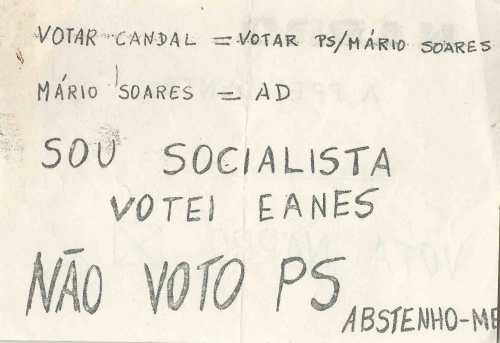 VOTAR CANDAL = VOTAR PS/MÁRIO SOARES
MÁRIO SOARES = AD
SOU SOCIALISTA
VOTEI EANES
NÃO VOTO PS
ABSTENHO-ME